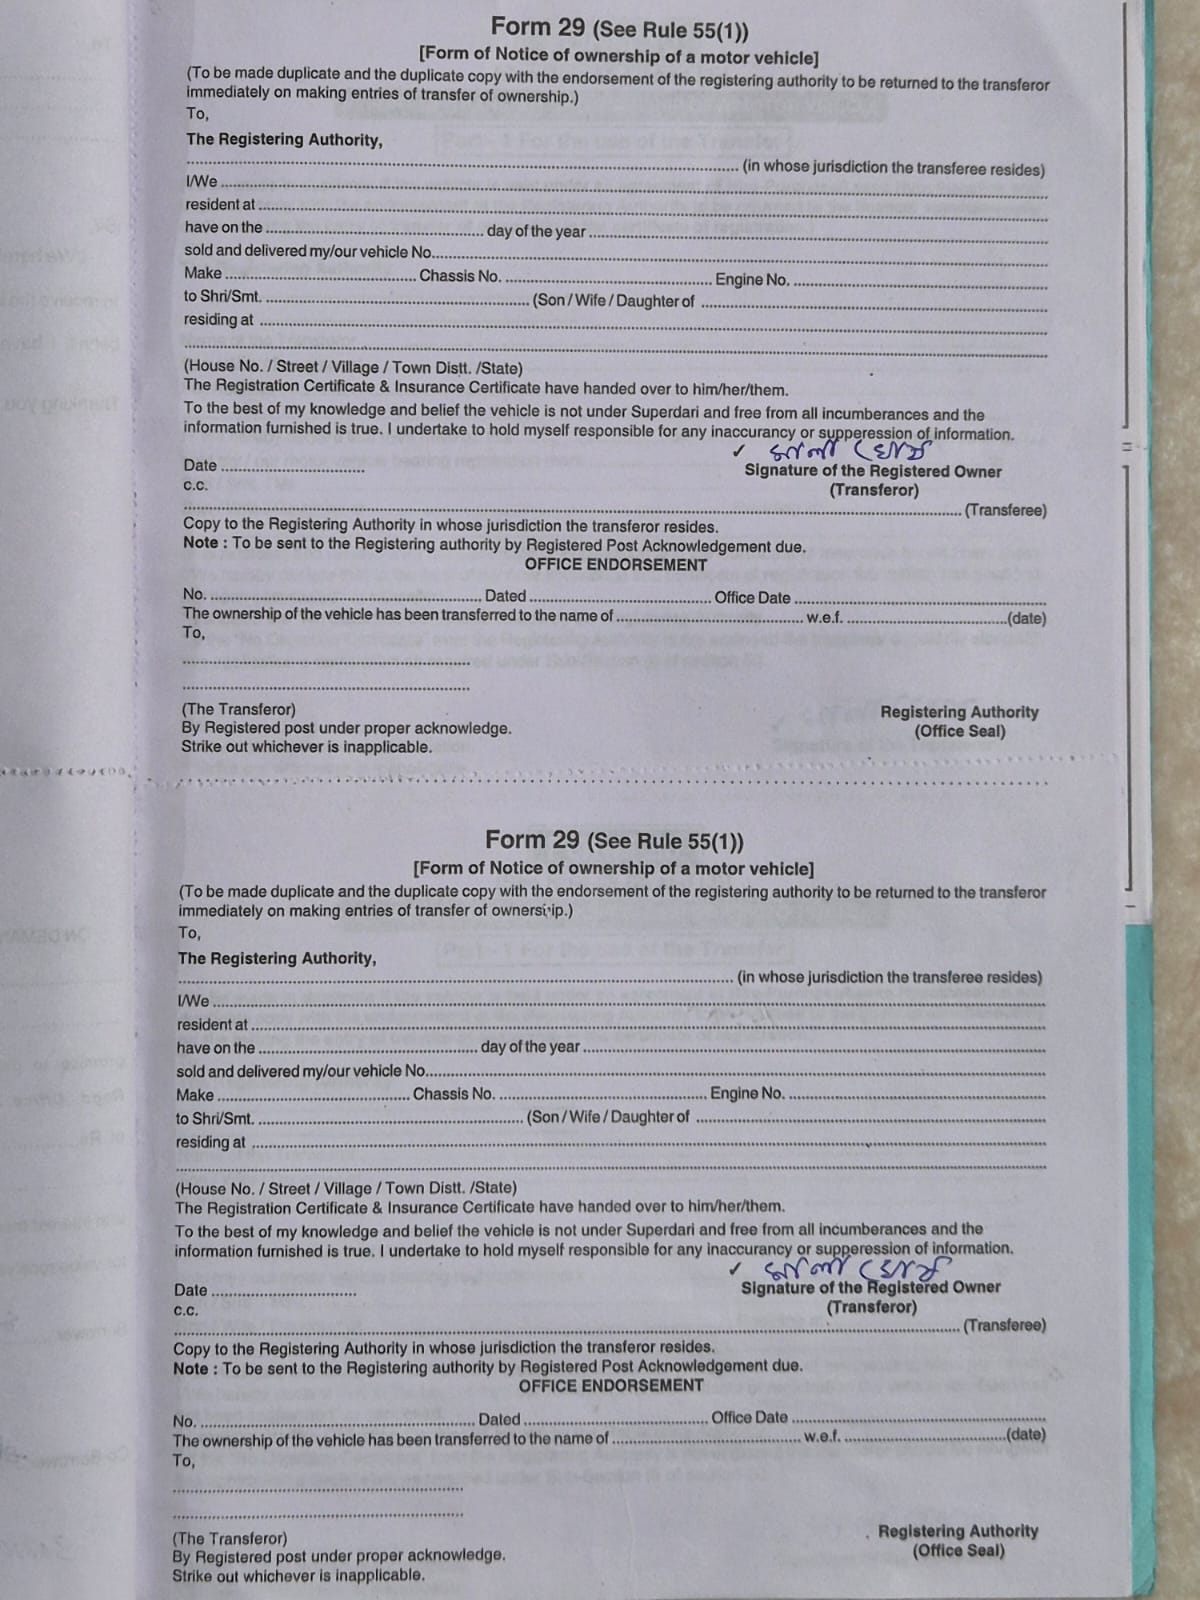 Form 29 (See Rule 55(1))
[Form of Notice of ownership of a motor vehicle]
(To be made duplicate and the duplicate copy with the endorsement of the registering authority to be returned to the transferor
immediately on making entries of transfer of ownership.)
To,
The Registering Authority,
(in whose jurisdiction the transferee resides)
I/We
resident at
have on the day of the year
sold and delivered my/our vehicle No.
Make Chassis No. Engine No.
to Shri/Smt. (Son / Wife / Daughter of
residing at
(House No. / Street / Village / Town Distt. /State)
The Registration Certificate & Insurance Certificate have handed over to him/her/them.
To the best of my knowledge and belief the vehicle is not under Superdari and free from all incumberances and the
information furnished is true. I undertake to hold myself responsible for any inaccurancy or supperession of information.
✓
Date Signature of the Registered Owner
c.c. (Transferor)
(Transferee)
Copy to the Registering Authority in whose jurisdiction the transferor resides.
Note : To be sent to the Registering authority by Registered Post Acknowledgement due.
OFFICE ENDORSEMENT
No. Dated Office Date
The ownership of the vehicle has been transferred to the name of w.e.f. (date)
To,
(The Transferor) Registering Authority
By Registered post under proper acknowledge. (Office Seal)
Strike out whichever is inapplicable.
Form 29 (See Rule 55(1))
[Form of Notice of ownership of a motor vehicle]
(To be made duplicate and the duplicate copy with the endorsement of the registering authority to be returned to the transferor
immediately on making entries of transfer of ownership.)
To,
The Registering Authority,
(in whose jurisdiction the transferee resides)
I/We
resident at
have on the day of the year
sold and delivered my/our vehicle No.
Make Chassis No. Engine No.
to Shri/Smt. (Son / Wife / Daughter of
residing at
(House No. / Street / Village / Town Distt. /State)
The Registration Certificate & Insurance Certificate have handed over to him/her/them.
To the best of my knowledge and belief the vehicle is not under Superdari and free from all incumberances and the
information furnished is true. I undertake to hold myself responsible for any inaccurancy or supperession of information.
✓
Date Signature of the Registered Owner
c.c. (Transferor)
(Transferee)
Copy to the Registering Authority in whose jurisdiction the transferor resides.
Note : To be sent to the Registering authority by Registered Post Acknowledgement due.
OFFICE ENDORSEMENT
No. Dated Office Date
The ownership of the vehicle has been transferred to the name of w.e.f. (date)
To,
(The Transferor) Registering Authority
By Registered post under proper acknowledge. (Office Seal)
Strike out whichever is inapplicable.